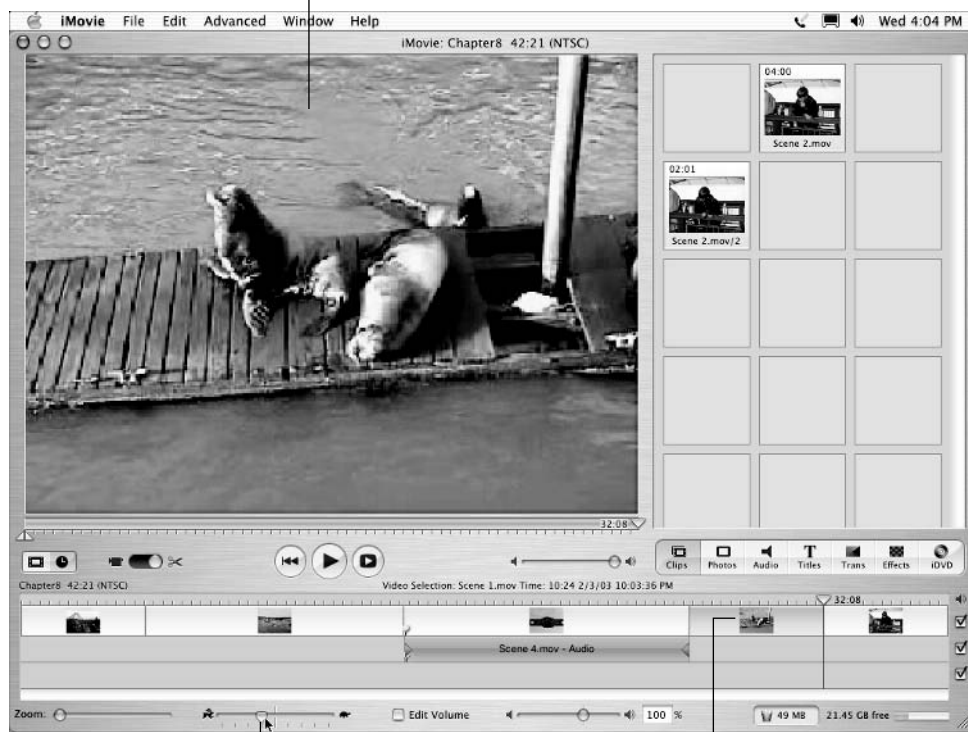 iMovie File Edit Advanced Window Help Wed 4:04 PM
iMovie: Chapter8 42:21 (NTSC)
04:00
Scene 2.mov
02:01
Scene 2.mov/2
32:08
Clips Photos Audio Titles Trans Effects iDVD
Chapter8 42:21 (NTSC) Video Selection: Scene 1.mov Time: 10:24 2/3/03 10:03:36 PM
32:08
Scene 4.mov - Audio
Zoom: Edit Volume 100 % 49 MB 21.45 GB free